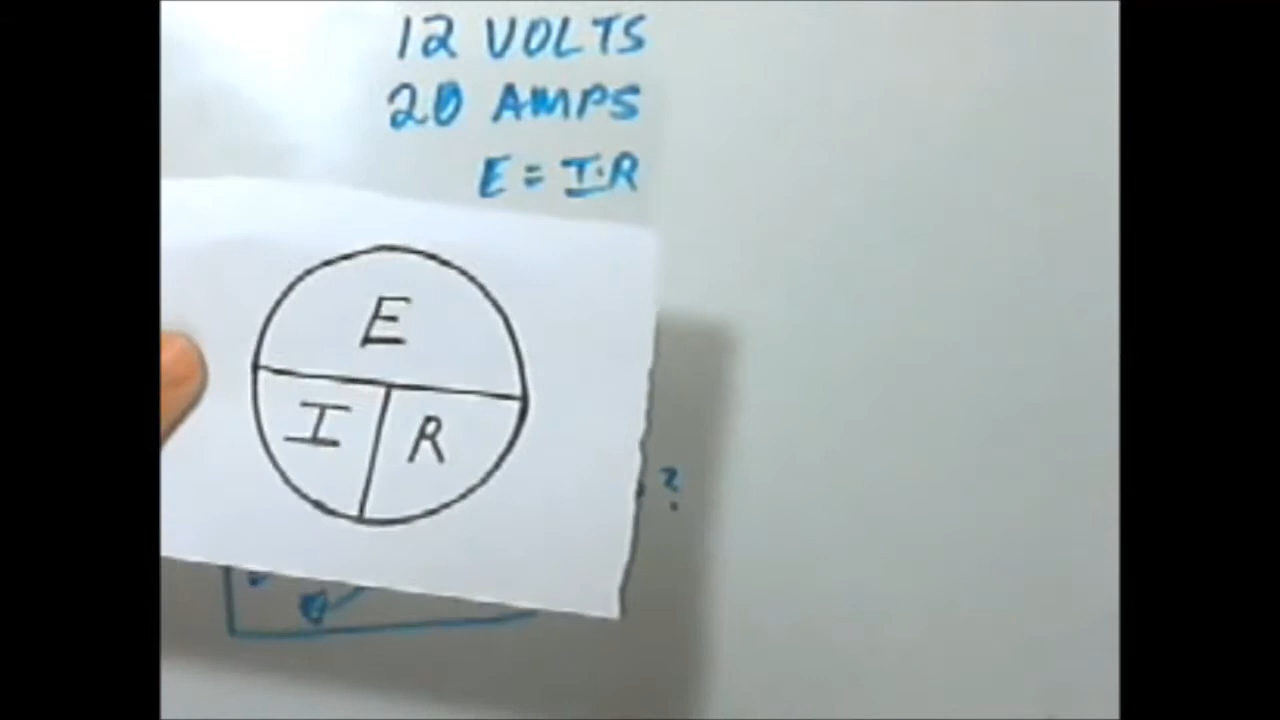 12 VOLTS
20 AMPS
E = I·R
E
I R
?